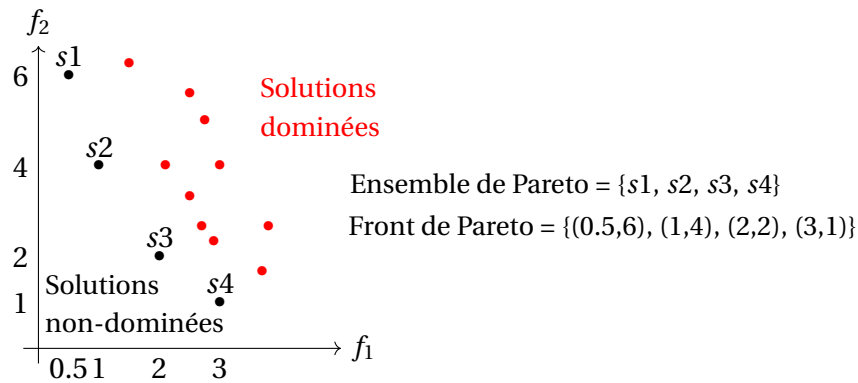 f2
6
s1
Solutions
dominées
4
s2
Ensemble de Pareto = {s1, s2, s3, s4}
Front de Pareto = {(0.5,6), (1,4), (2,2), (3,1)}
s3
2
Solutions
s4
1
non-dominées
f1
0.5 1 2 3